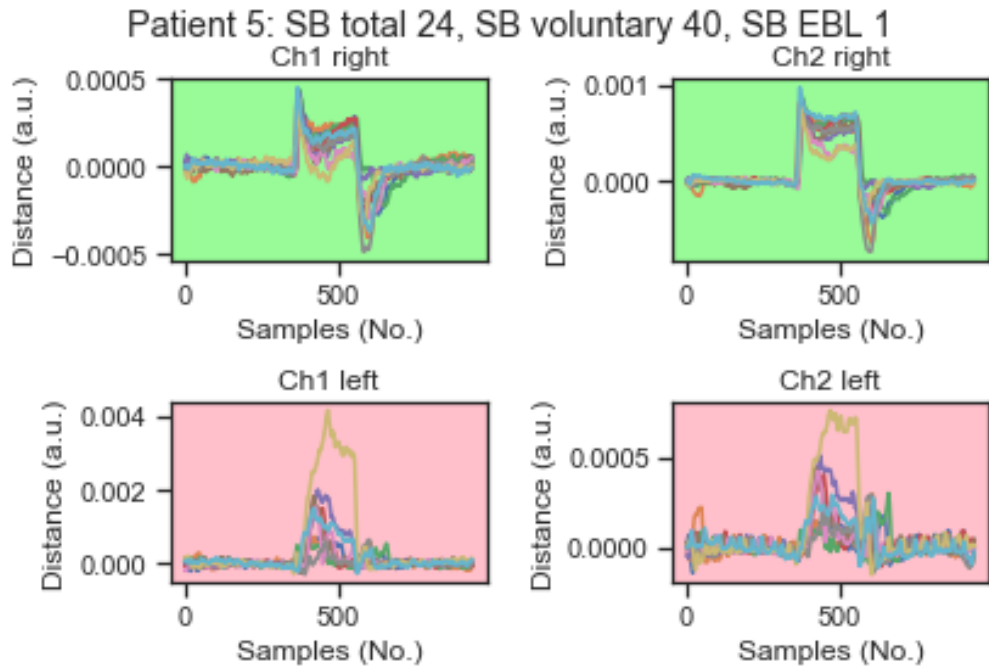 Patient 5: SB total 24, SB voluntary 40, SB EBL 1
Ch1 right
Distance (a.u.)
0.0005
0.0000
−0.0005
0
500
Samples (No.)
Ch2 right
Distance (a.u.)
0.001
0.000
0
500
Samples (No.)
Ch1 left
Distance (a.u.)
0.004
0.002
0.000
0
500
Samples (No.)
Ch2 left
Distance (a.u.)
0.0005
0.0000
0
500
Samples (No.)